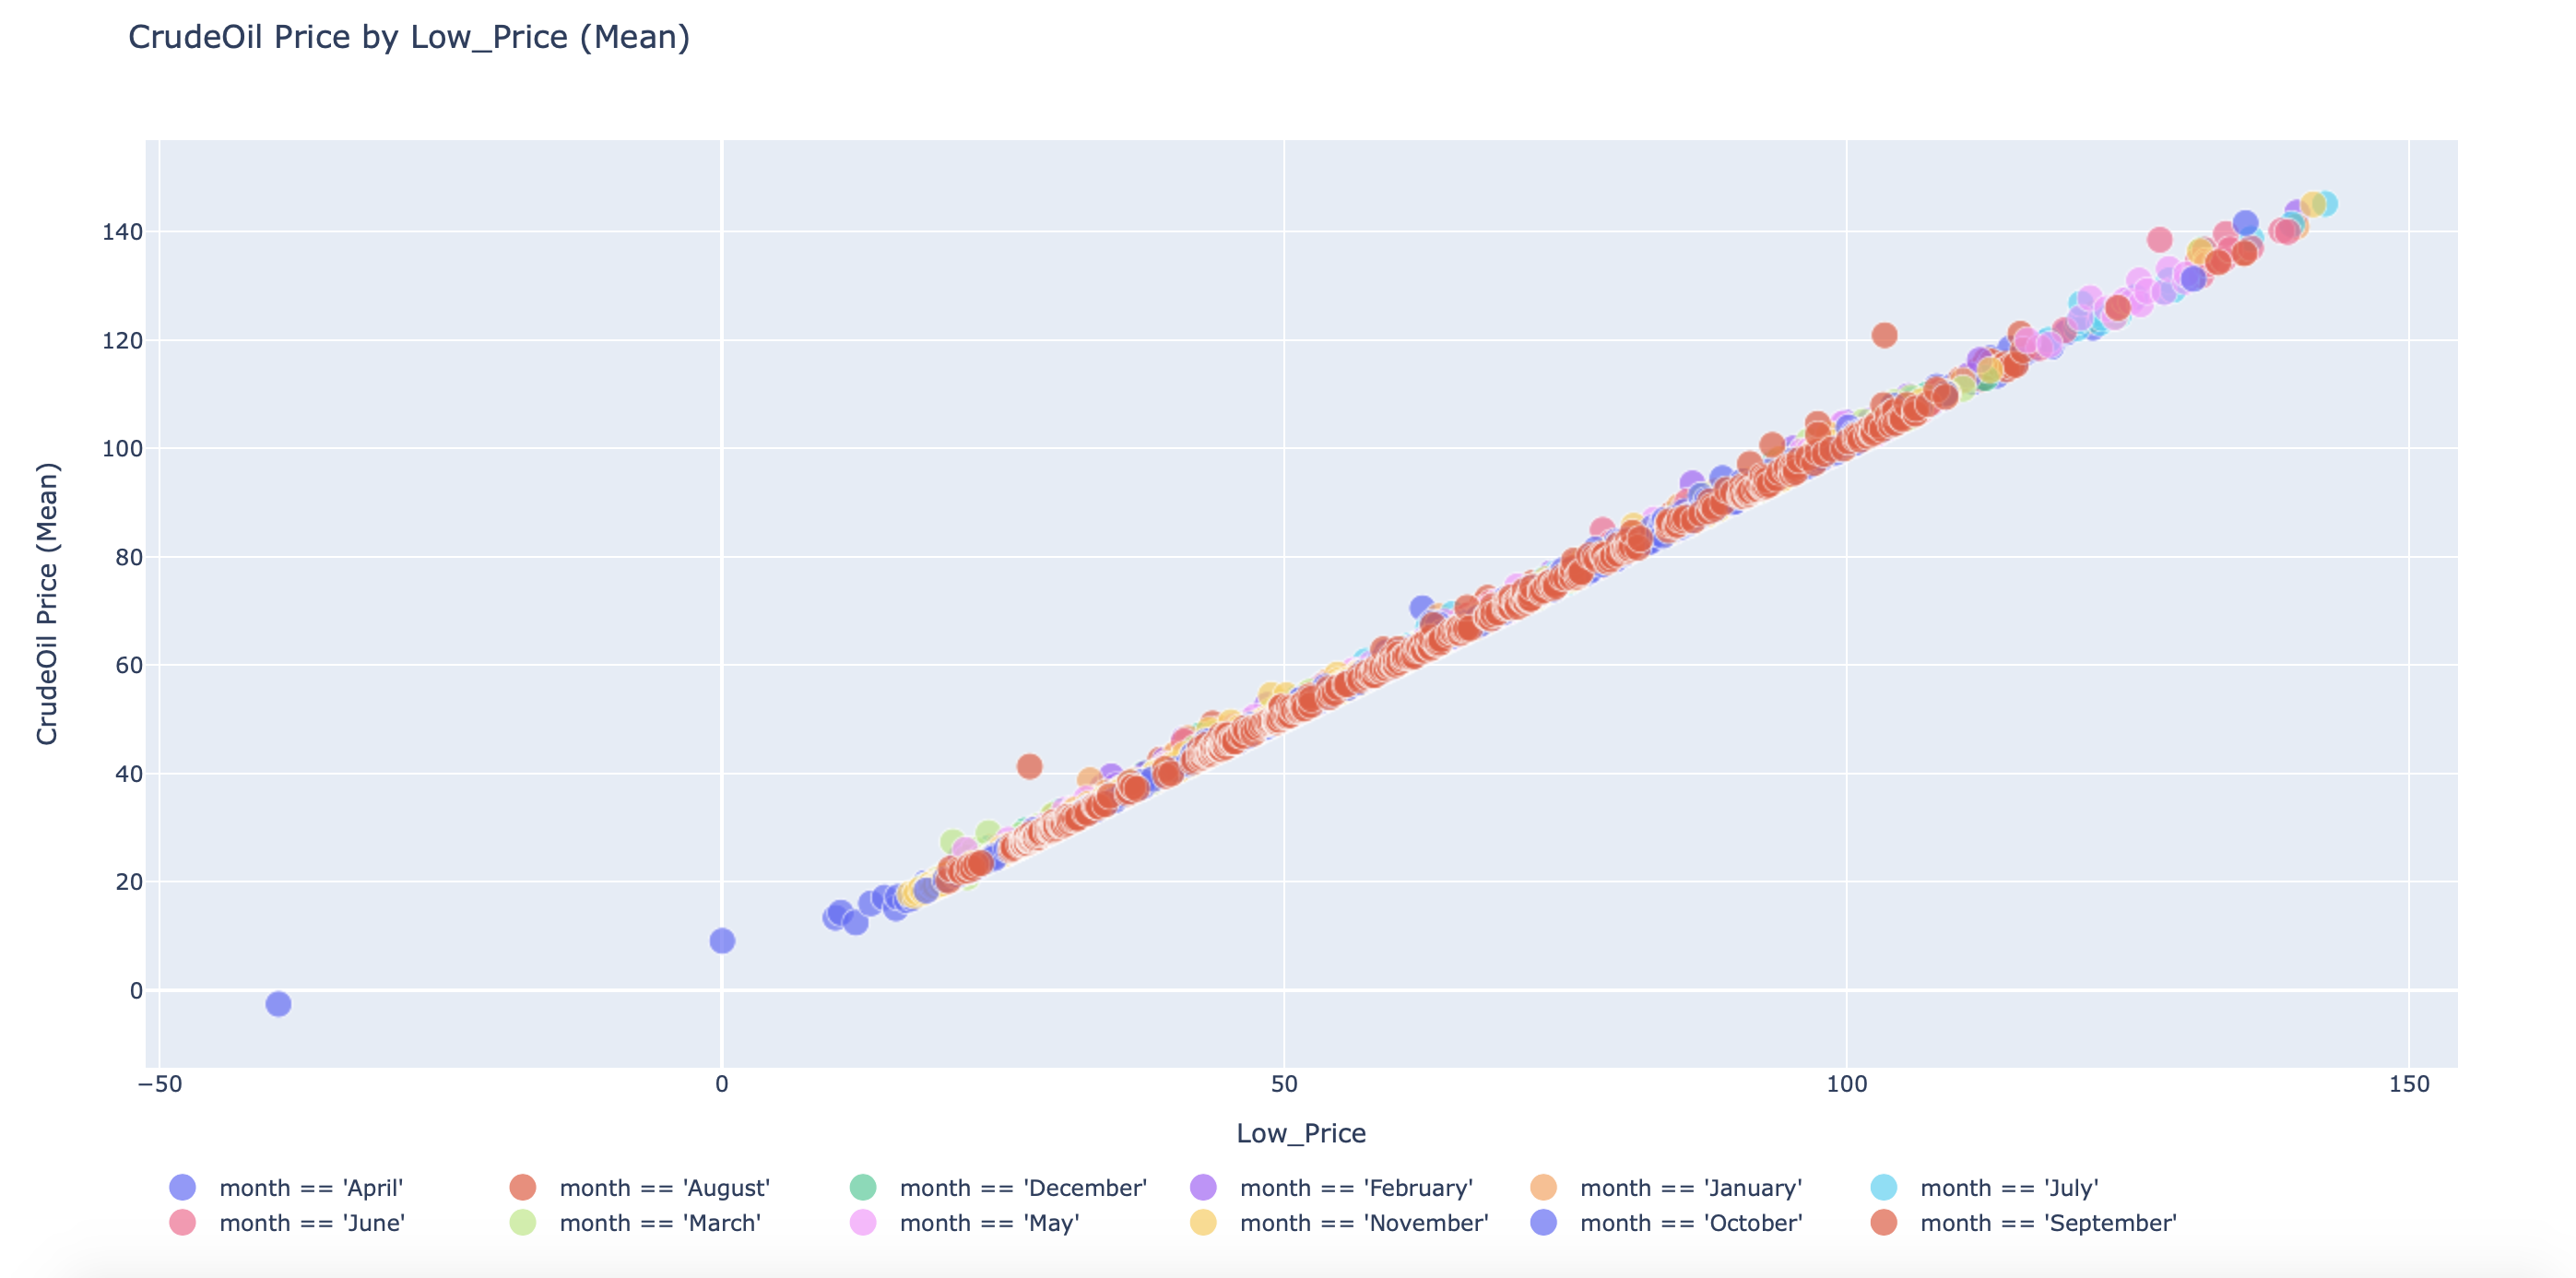 CrudeOil Price by Low_Price (Mean)
CrudeOil Price (Mean)
140
120
100
80
60
40
20
0
−50 0 50 100 150
Low_Price
month == 'April' month == 'August' month == 'December' month == 'February' month == 'January' month == 'July'
month == 'June' month == 'March' month == 'May' month == 'November' month == 'October' month == 'September'